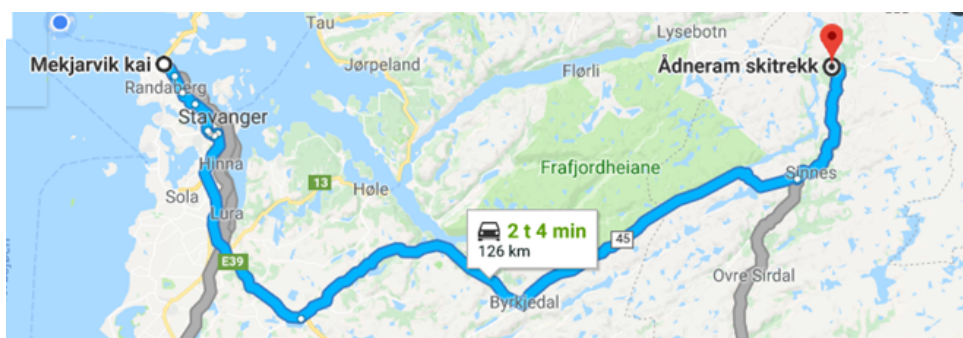 Tau
Lysebotn
Mekjarvik kai
Jørpeland
Flørli
Ådneram skitrekk
Randaberg
Stavanger
Hinna
Frafjordheiane
Sinnes
Sola
13
Høle
Lura
2 t 4 min
126 km
45
E39
Øvre Sirdal
Byrkjedal